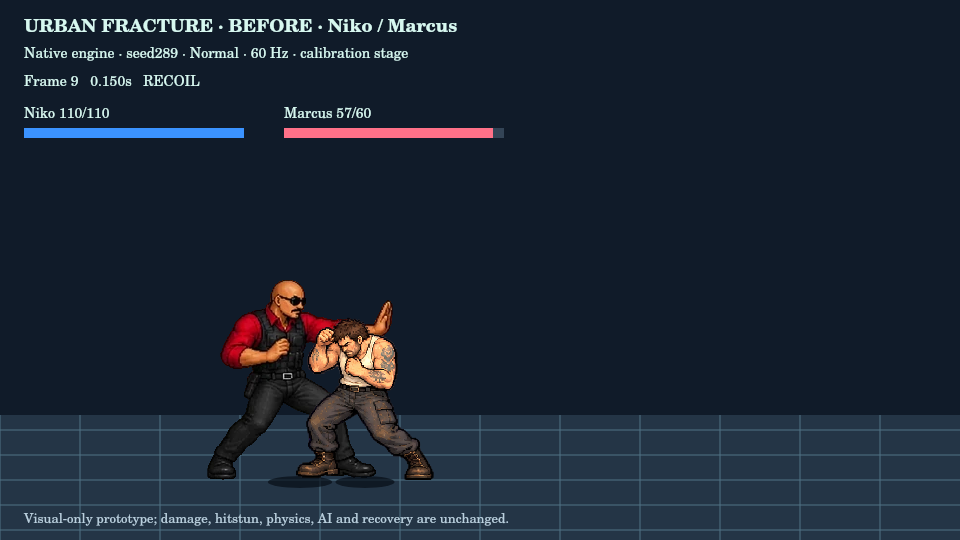 URBAN FRACTURE · BEFORE · Niko / Marcus
Native engine · seed289 · Normal · 60 Hz · calibration stage
Frame 9   0.150s   RECOIL
Niko 110/110
Marcus 57/60
Visual-only prototype; damage, hitstun, physics, AI and recovery are unchanged.